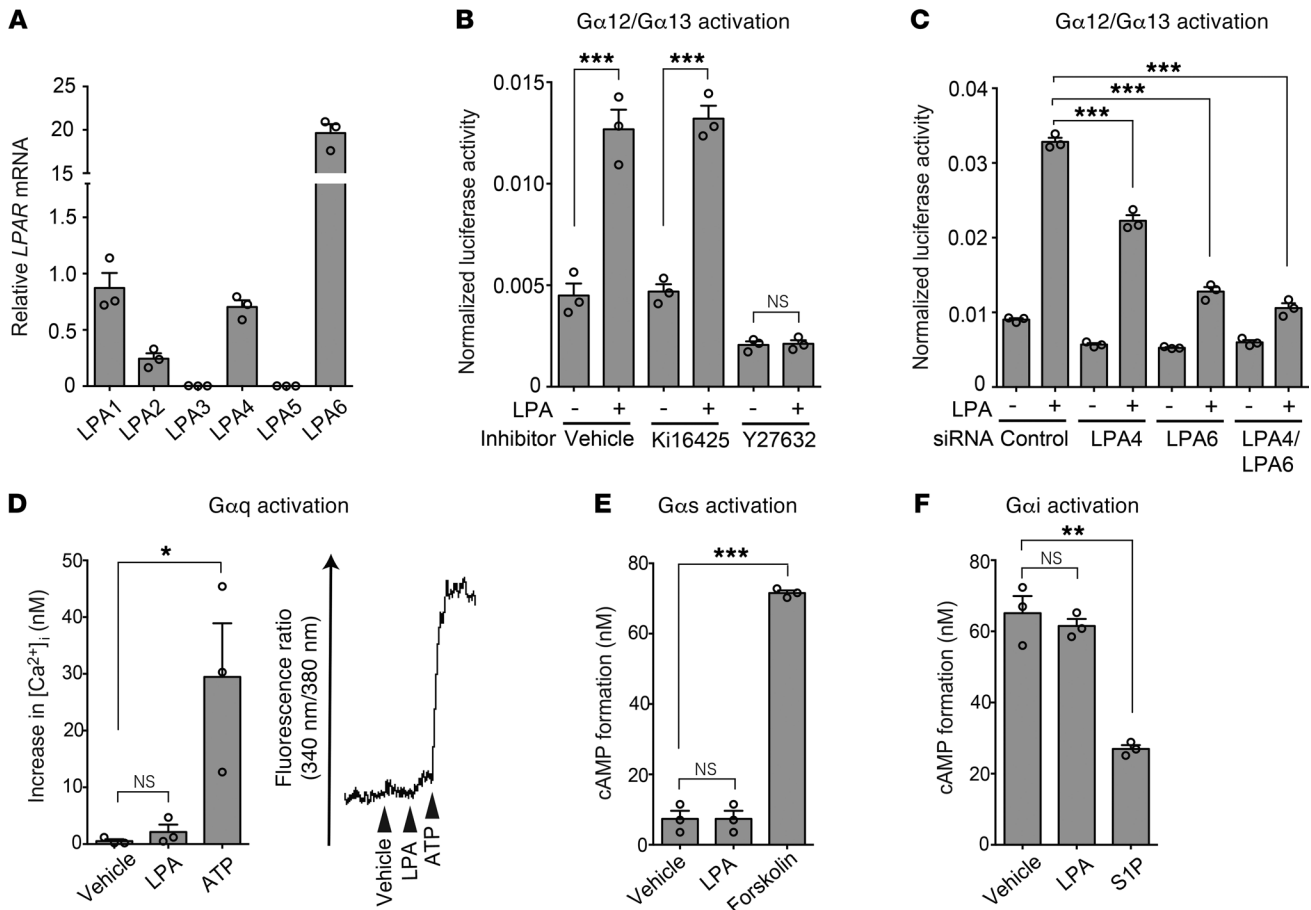 A
Relative LPAR mRNA
25
20
15
1.5
1.0
0.5
0
LPA1
LPA2
LPA3
LPA4
LPA5
LPA6
B
Gα12/Gα13 activation
Normalized luciferase activity
0.015
0.010
0.005
0
***
***
NS
LPA - + - + - +
Inhibitor Vehicle Ki16425 Y27632
C
Gα12/Gα13 activation
Normalized luciferase activity
0.04
0.03
0.02
0.01
0
***
***
***
LPA - + - + - + - +
siRNA Control LPA4 LPA6 LPA4/
LPA6
D
Gαq activation
Increase in [Ca2+]i (nM)
50
40
30
20
10
0
*
NS
Vehicle
LPA
ATP
Fluorescence ratio
(340 nm/380 nm)
Vehicle
LPA
ATP
E
Gαs activation
cAMP formation (nM)
80
60
40
20
0
***
NS
Vehicle
LPA
Forskolin
F
Gαi activation
cAMP formation (nM)
80
60
40
20
0
**
NS
Vehicle
LPA
S1P